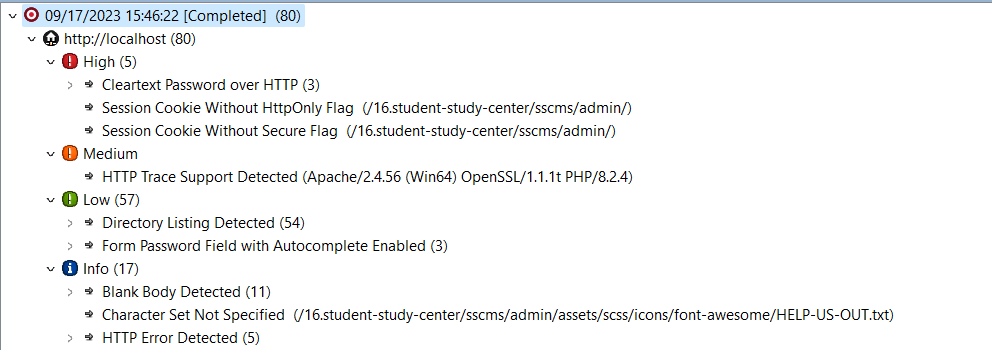 09/17/2023 15:46:22 [Completed] (80)
http://localhost (80)
High (5)
Cleartext Password over HTTP (3)
Session Cookie Without HttpOnly Flag (/16.student-study-center/sscms/admin/)
Session Cookie Without Secure Flag (/16.student-study-center/sscms/admin/)
Medium
HTTP Trace Support Detected (Apache/2.4.56 (Win64) OpenSSL/1.1.1t PHP/8.2.4)
Low (57)
Directory Listing Detected (54)
Form Password Field with Autocomplete Enabled (3)
Info (17)
Blank Body Detected (11)
Character Set Not Specified (/16.student-study-center/sscms/admin/assets/scss/icons/font-awesome/HELP-US-OUT.txt)
HTTP Error Detected (5)